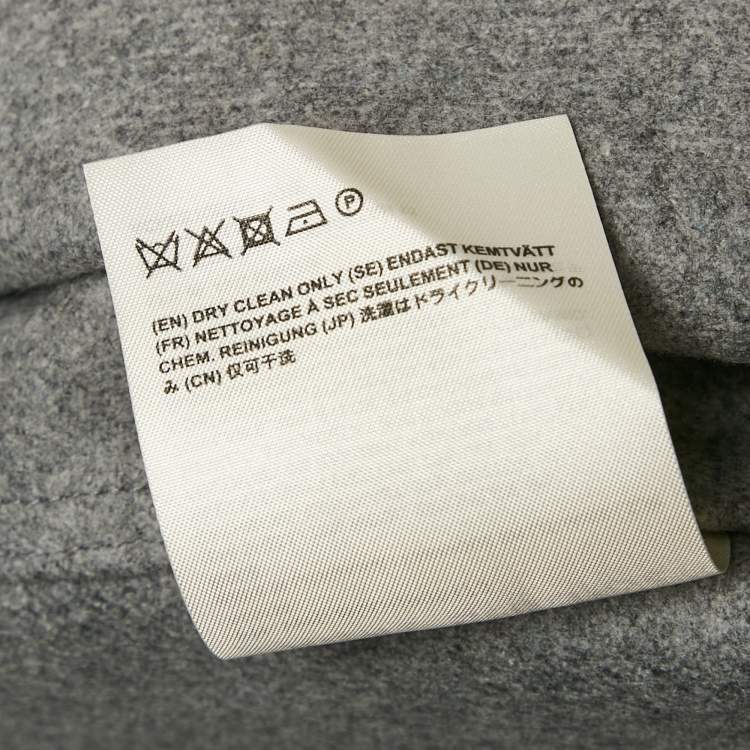 P
(EN) DRY CLEAN ONLY (SE) ENDAST KEMTVÄTT
(FR) NETTOYAGE À SEC SEULEMENT (DE) NUR
CHEM. REINIGUNG (JP) 洗濯はドライクリーニングの
み (CN) 仅可干洗